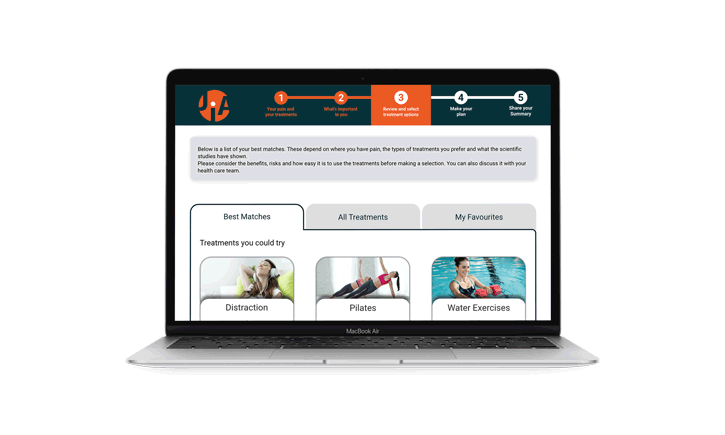 JIA
1
2
3
4
5
Your pain and
your treatments
What's important
to you
Review and select
treatment options
Make your
plan
Share your
Summary
Below is a list of your best matches. These depend on where you have pain, the types of treatments you prefer and what the scientific
studies have shown.
Please consider the benefits, risks and how easy it is to use the treatments before making a selection. You can also discuss it with your
health care team.
Best Matches
All Treatments
My Favourites
Treatments you could try
Distraction
Pilates
Water Exercises
MacBook Air